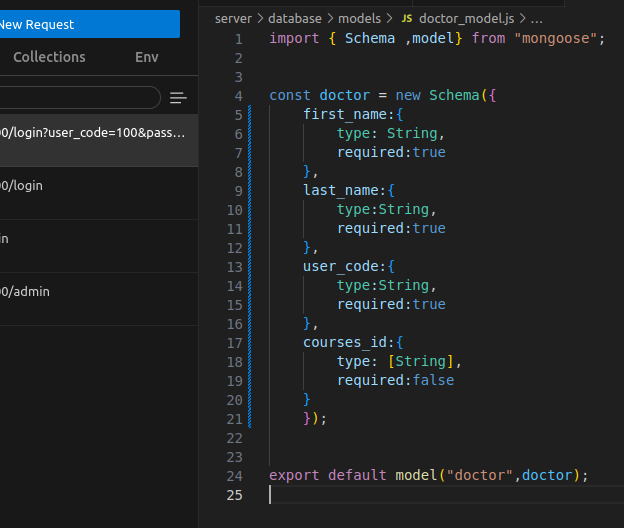 New Request
Collections Env
00/login?user_code=100&pass...
00/login
in
00/admin
server > database > models > JS doctor_model.js > ...
1 import { Schema ,model} from "mongoose";
2
3
4 const doctor = new Schema({
5 first_name:{
6 type: String,
7 required:true
8 },
9 last_name:{
10 type:String,
11 required:true
12 },
13 user_code:{
14 type:String,
15 required:true
16 },
17 courses_id:{
18 type: [String],
19 required:false
20 }
21 });
22
23
24 export default model("doctor",doctor);
25